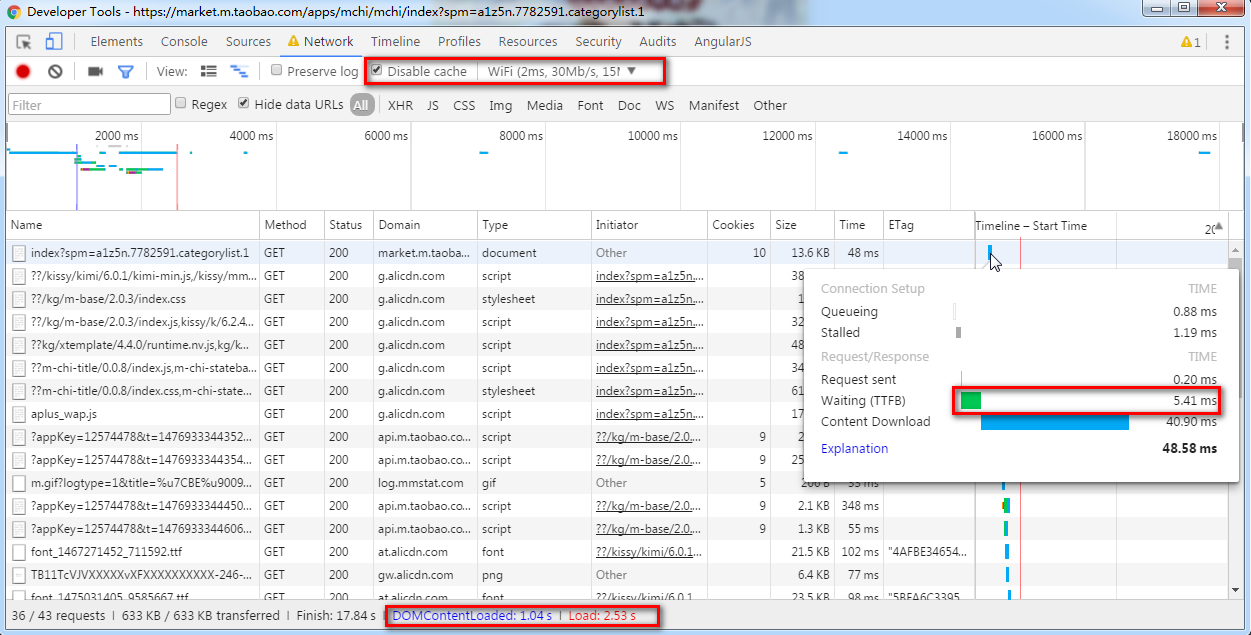 Developer Tools - https://market.m.taobao.com/apps/mchi/mchi/index?spm=a1z5n.7782591.categorylist.1
Elements Console Sources Network Timeline Profiles Resources Security Audits AngularJS 1
View: Preserve log Disable cache WiFi (2ms, 30Mb/s, 15M
Filter Regex Hide data URLs All XHR JS CSS Img Media Font Doc WS Manifest Other
2000 ms 4000 ms 6000 ms 8000 ms 10000 ms 12000 ms 14000 ms 16000 ms 18000 ms
Name Method Status Domain Type Initiator Cookies Size Time ETag Timeline – Start Time 20
index?spm=a1z5n.7782591.categorylist.1 GET 200 market.m.taoba... document Other 10 13.6 KB 48 ms
??/kissy/kimi/6.0.1/kimi-min.js,/kissy/mm... GET 200 g.alicdn.com script index?spm=a1z5n.... 38
??/kg/m-base/2.0.3/index.css GET 200 g.alicdn.com stylesheet index?spm=a1z5n.... 1
??/kg/m-base/2.0.3/index.js,kissy/k/6.2.4... GET 200 g.alicdn.com script index?spm=a1z5n.... 32
??kg/xtemplate/4.4.0/runtime.nv.js,kg/k... GET 200 g.alicdn.com script index?spm=a1z5n.... 48
??m-chi-title/0.0.8/index.js,m-chi-stateba... GET 200 g.alicdn.com script index?spm=a1z5n.... 34
??m-chi-title/0.0.8/index.css,m-chi-state... GET 200 g.alicdn.com stylesheet index?spm=a1z5n.... 61
aplus_wap.js GET 200 g.alicdn.com script index?spm=a1z5n.... 17
?appKey=12574478&t=1476933344352... GET 200 api.m.taobao.co... script ??/kg/m-base/2.0.... 9 2
?appKey=12574478&t=1476933344354... GET 200 api.m.taobao.co... script ??/kg/m-base/2.0.... 9 25
m.gif?logtype=1&title=%u7CBE%u9009... GET 200 log.mmstat.com gif Other 5 200 B 53 ms
?appKey=12574478&t=1476933344450... GET 200 api.m.taobao.co... script ??/kg/m-base/2.0.... 9 2.1 KB 348 ms
?appKey=12574478&t=1476933344606... GET 200 api.m.taobao.co... script ??/kg/m-base/2.0.... 9 1.3 KB 55 ms
font_1467271452_711592.ttf GET 200 at.alicdn.com font ??/kissy/kimi/6.0.1... 21.5 KB 102 ms "4AFBE34654...
TB11TcVJVXXXXXvXFXXXXXXXXXX-246-... GET 200 gw.alicdn.com png Other 6.4 KB 77 ms
font_1475031405_9585667.ttf GET 200 at.alicdn.com font ??/kissy/kimi/6.0.1... 20.0 KB 93 ms "5BEA6C3395...
Connection Setup TIME
Queueing 0.88 ms
Stalled 1.19 ms
Request/Response TIME
Request sent 0.20 ms
Waiting (TTFB) 5.41 ms
Content Download 40.90 ms
Explanation 48.58 ms
36 / 43 requests | 633 KB / 633 KB transferred | Finish: 17.84 s | DOMContentLoaded: 1.04 s | Load: 2.53 s